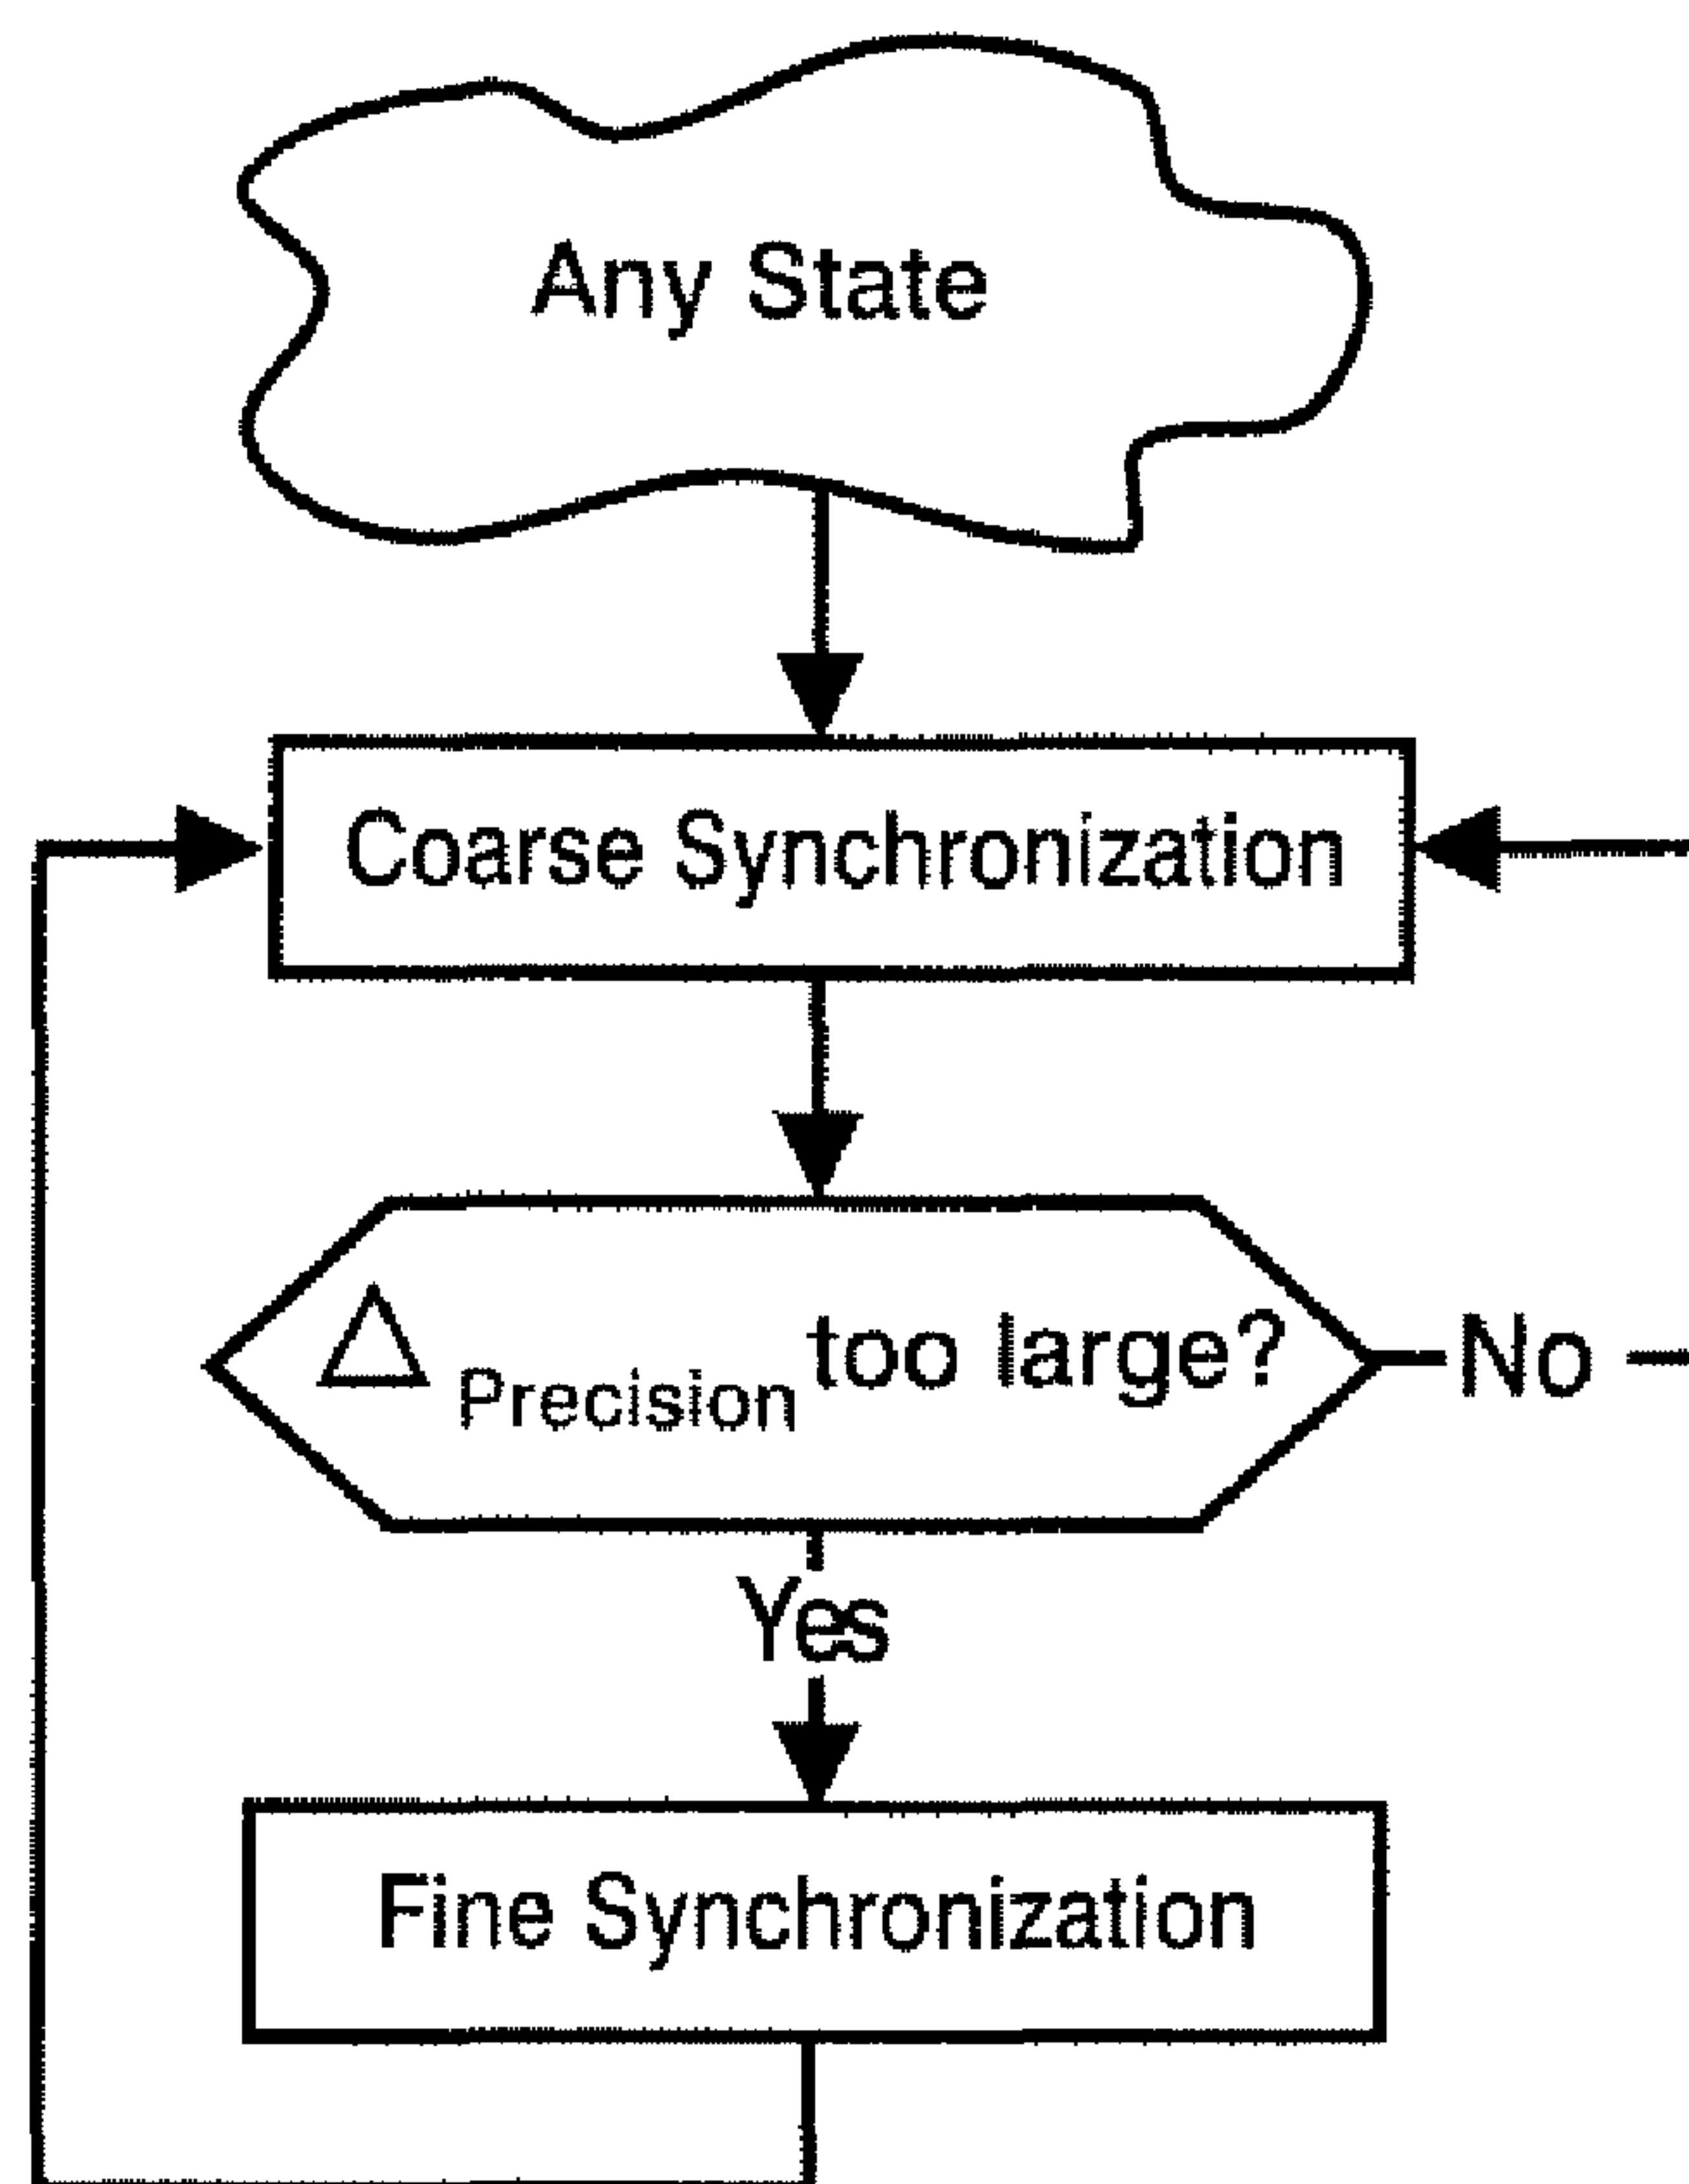 Any State
Coarse Synchronization
Δ Precision too large?
No
Yes
Fine Synchronization